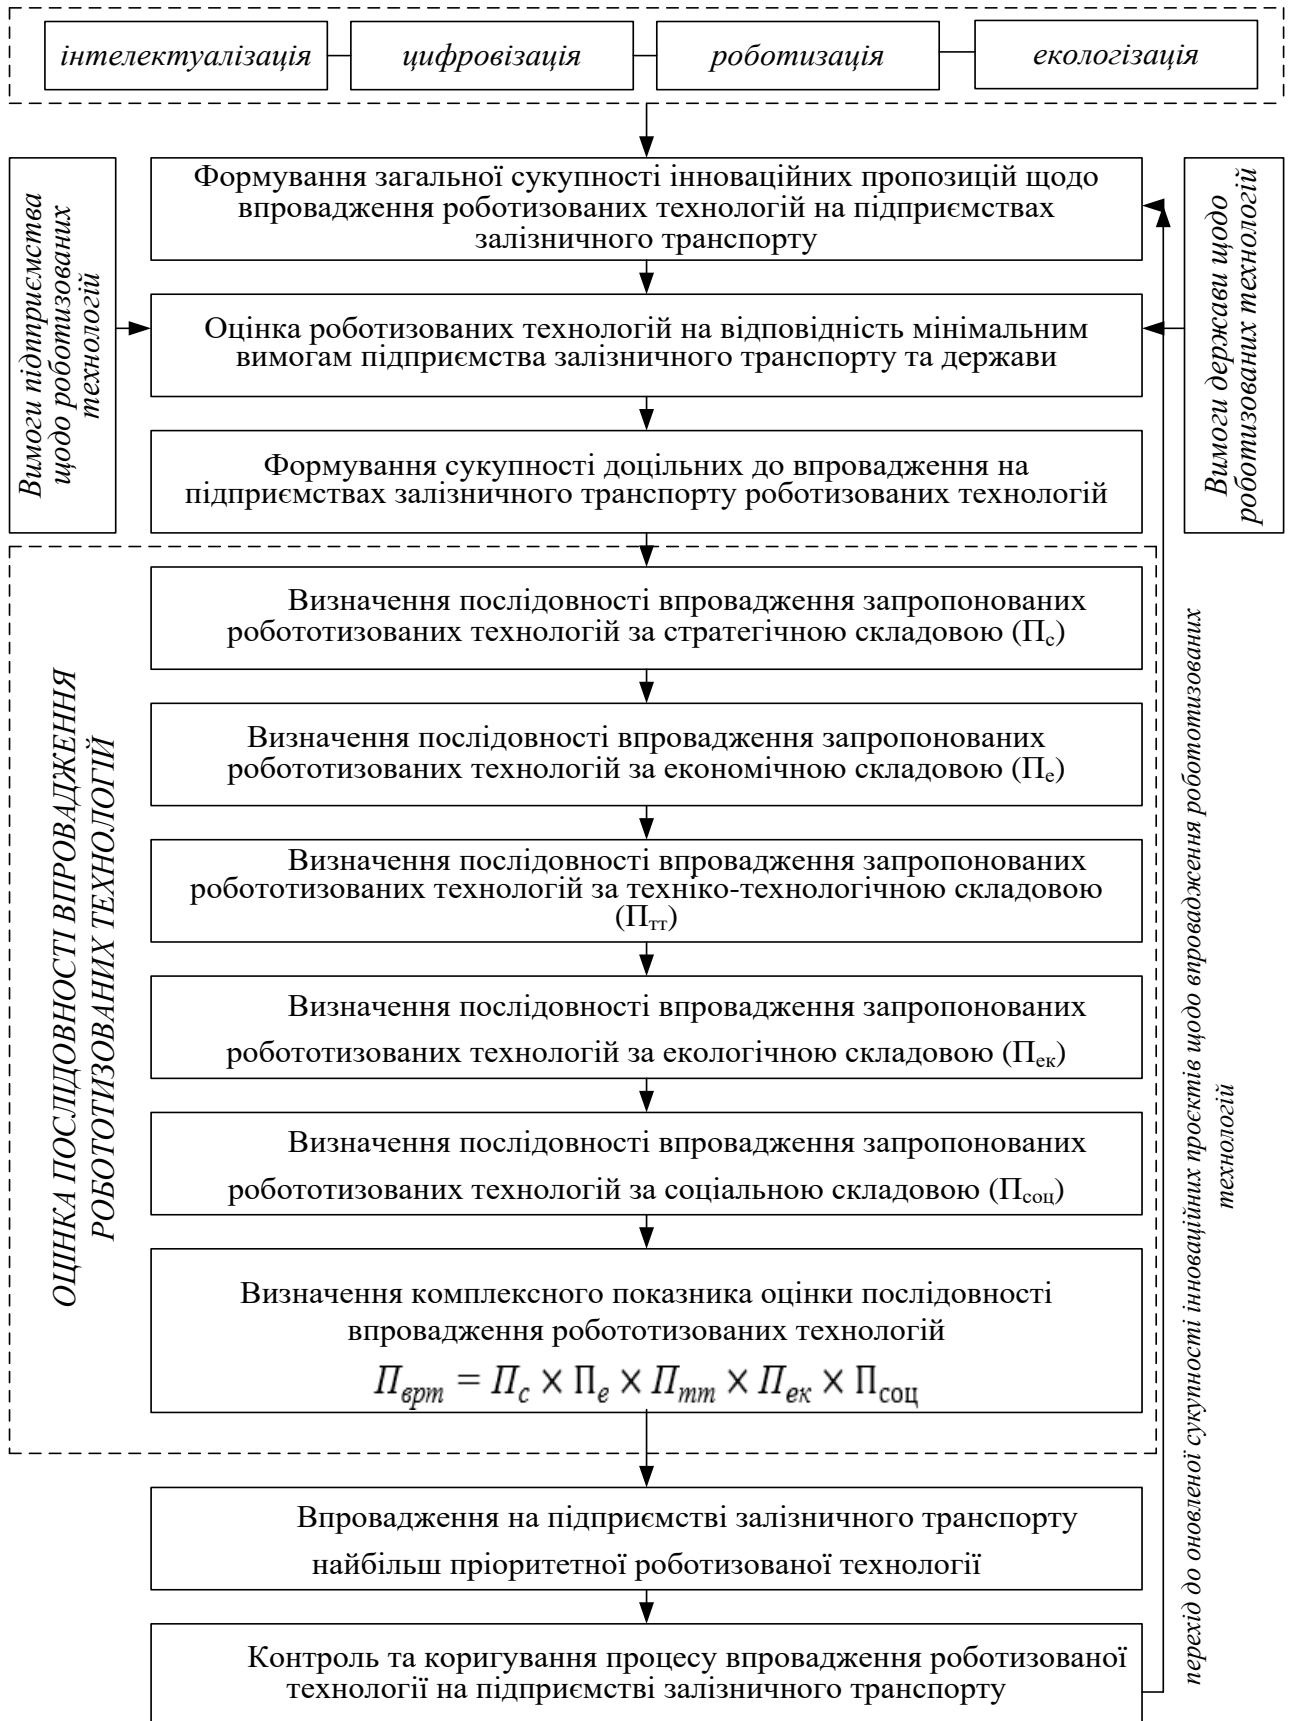 інтелектуалізація
цифровізація
роботизація
екологізація
Формування загальної сукупності інноваційних пропозицій щодо
впровадження роботизованих технологій на підприємствах
залізничного транспорту
Вимоги підприємства
щодо роботизованих
технологій
Вимоги держави щодо
роботизованих технологій
Оцінка роботизованих технологій на відповідність мінімальним
вимогам підприємства залізничного транспорту та держави
Формування сукупності доцільних до впровадження на
підприємствах залізничного транспорту роботизованих технологій
ОЦІНКА ПОСЛІДОВНОСТІ ВПРОВАДЖЕННЯ
РОБОТОТИЗОВАНИХ ТЕХНОЛОГІЙ
Визначення послідовності впровадження запропонованих
робототизованих технологій за стратегічною складовою (Пс)
Визначення послідовності впровадження запропонованих
робототизованих технологій за економічною складовою (Пе)
Визначення послідовності впровадження запропонованих
робототизованих технологій за техніко-технологічною складовою
(Птт)
Визначення послідовності впровадження запропонованих
робототизованих технологій за екологічною складовою (Пек)
Визначення послідовності впровадження запропонованих
робототизованих технологій за соціальною складовою (Псоц)
Визначення комплексного показника оцінки послідовності
впровадження робототизованих технологій
Пврт = Пс × Пе × Птт × Пек × Псоц
Впровадження на підприємстві залізничного транспорту
найбільш пріоритетної роботизованої технології
Контроль та коригування процесу впровадження роботизованої
технології на підприємстві залізничного транспорту
перехід до оновленої сукупності інноваційних проєктів щодо впровадження робототизованих
технологій